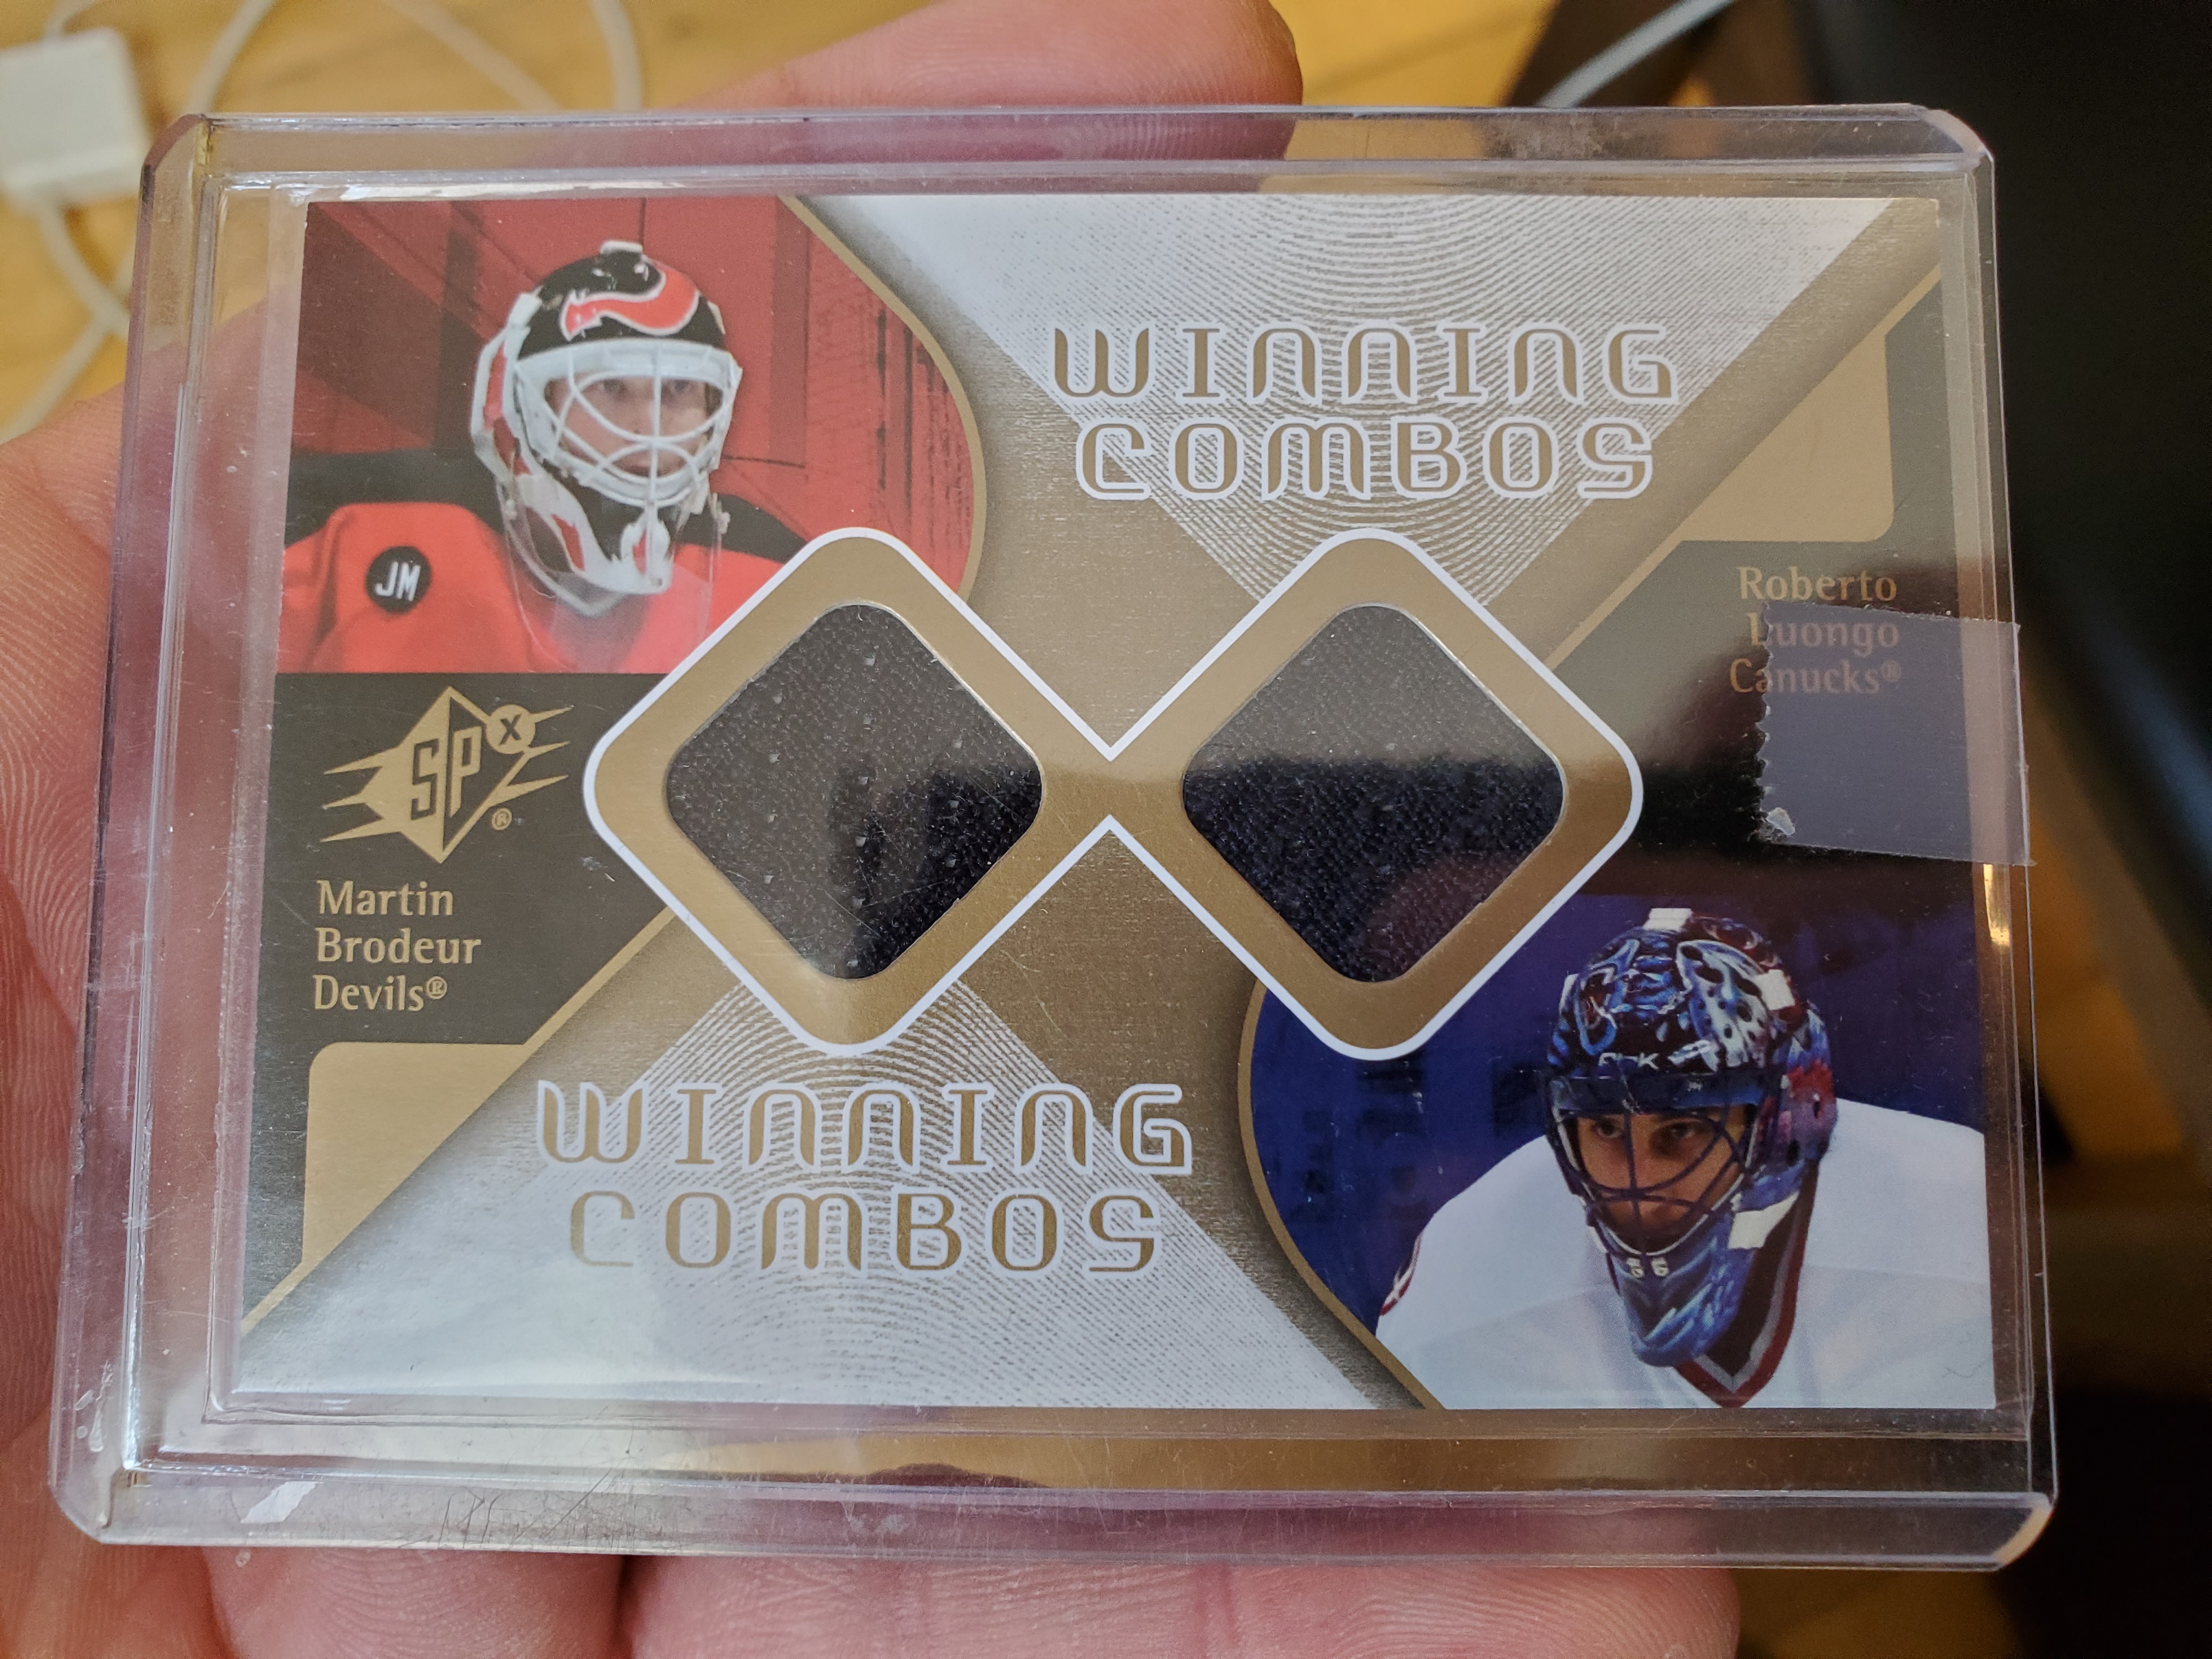 WINNING
COMBOS
JM
Roberto
Luongo
Canucks®
SPX®
Martin
Brodeur
Devils®
WINNING
COMBOS